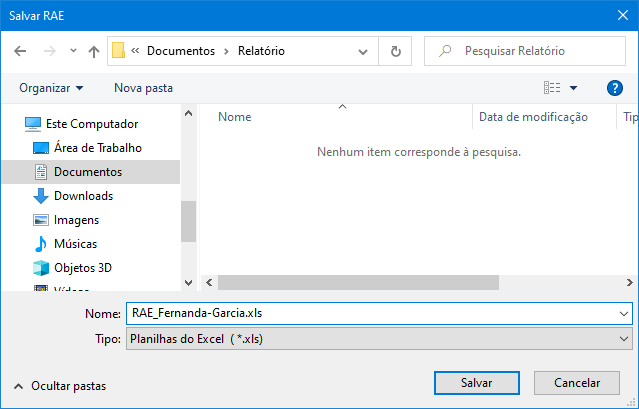 Salvar RAE
« Documentos › Relatório
Pesquisar Relatório
Organizar
Nova pasta
?
Nome
Data de modificação
Tip
Nenhum item corresponde à pesquisa.
Este Computador
Área de Trabalho
Documentos
Downloads
Imagens
Músicas
Objetos 3D
Vídeos
Nome: RAE_Fernanda-Garcia.xls
Tipo: Planilhas do Excel ( *.xls)
Ocultar pastas
Salvar
Cancelar